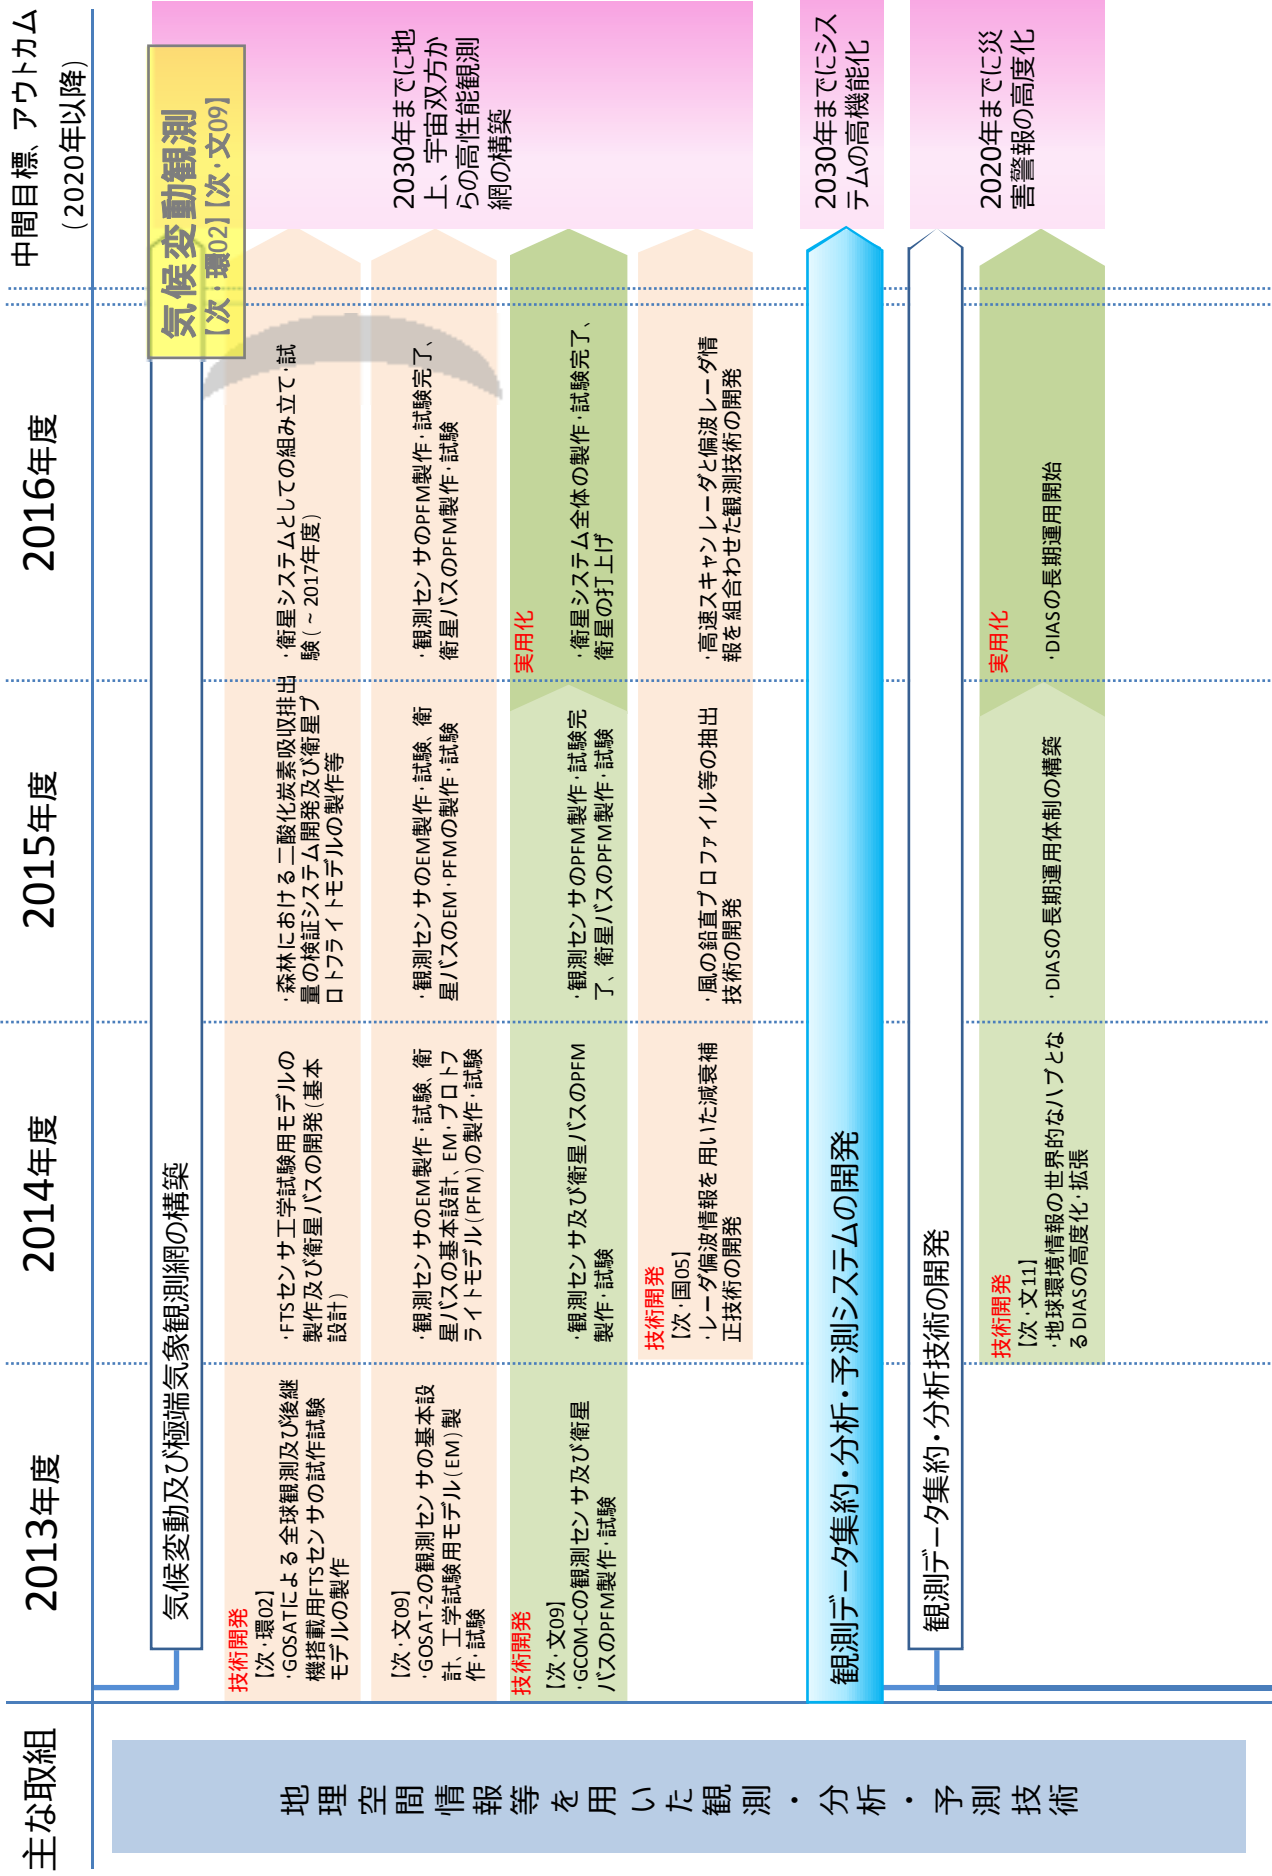 主な取組
2013年度
2014年度
2015年度
2016年度
中間目標、アウトカム
(2020年以降)
地理空間情報等を用いた観測・分析・予測技術
気候変動及び極端気象観測網の構築
気候変動観測
【次・環02】【次・文09】
技術開発
【次・環02】
・GOSATによる全球観測及び後継
機搭載用FTSセンサの試作試験
モデルの製作
・FTSセンサ工学試験用モデルの
製作及び衛星バスの開発(基本
設計)
・森林における二酸化炭素吸収排出
量の検証システム開発及び衛星プ
ロトフライトモデルの製作等
・衛星システムとしての組み立て・試
験(~2017年度)
【次・文09】
・GOSAT-2の観測センサの基本設
計、工学試験用モデル(EM)製
作・試験
・観測センサのEM製作・試験、衛
星バスの基本設計、EM・プロトフ
ライトモデル(PFM)の製作・試験
・観測センサのEM製作・試験、衛
星バスのEM・PFMの製作・試験
・観測センサのPFM製作・試験完了、
衛星バスのPFM製作・試験
技術開発
【次・文09】
・GCOM-Cの観測センサ及び衛星
バスのPFM製作・試験
・観測センサ及び衛星バスのPFM
製作・試験
・観測センサのPFM製作・試験完
了、衛星バスのPFM製作・試験
実用化
・衛星システム全体の製作・試験完了、
衛星の打上げ
技術開発
【次・国05】
・レーダ偏波情報を用いた減衰補
正技術の開発
・風の鉛直プロファイル等の抽出
技術の開発
・高速スキャンレーダと偏波レーダ情
報を組合わせた観測技術の開発
2030年までに地
上、宇宙双方か
らの高性能観測
網の構築
観測データ集約・分析・予測システムの開発
2030年までにシス
テムの高機能化
観測データ集約・分析技術の開発
技術開発
【次・文11】
・地球環境情報の世界的なハブとな
るDIASの高度化・拡張
・DIASの長期運用体制の構築
実用化
・DIASの長期運用開始
2020年までに災
害警報の高度化